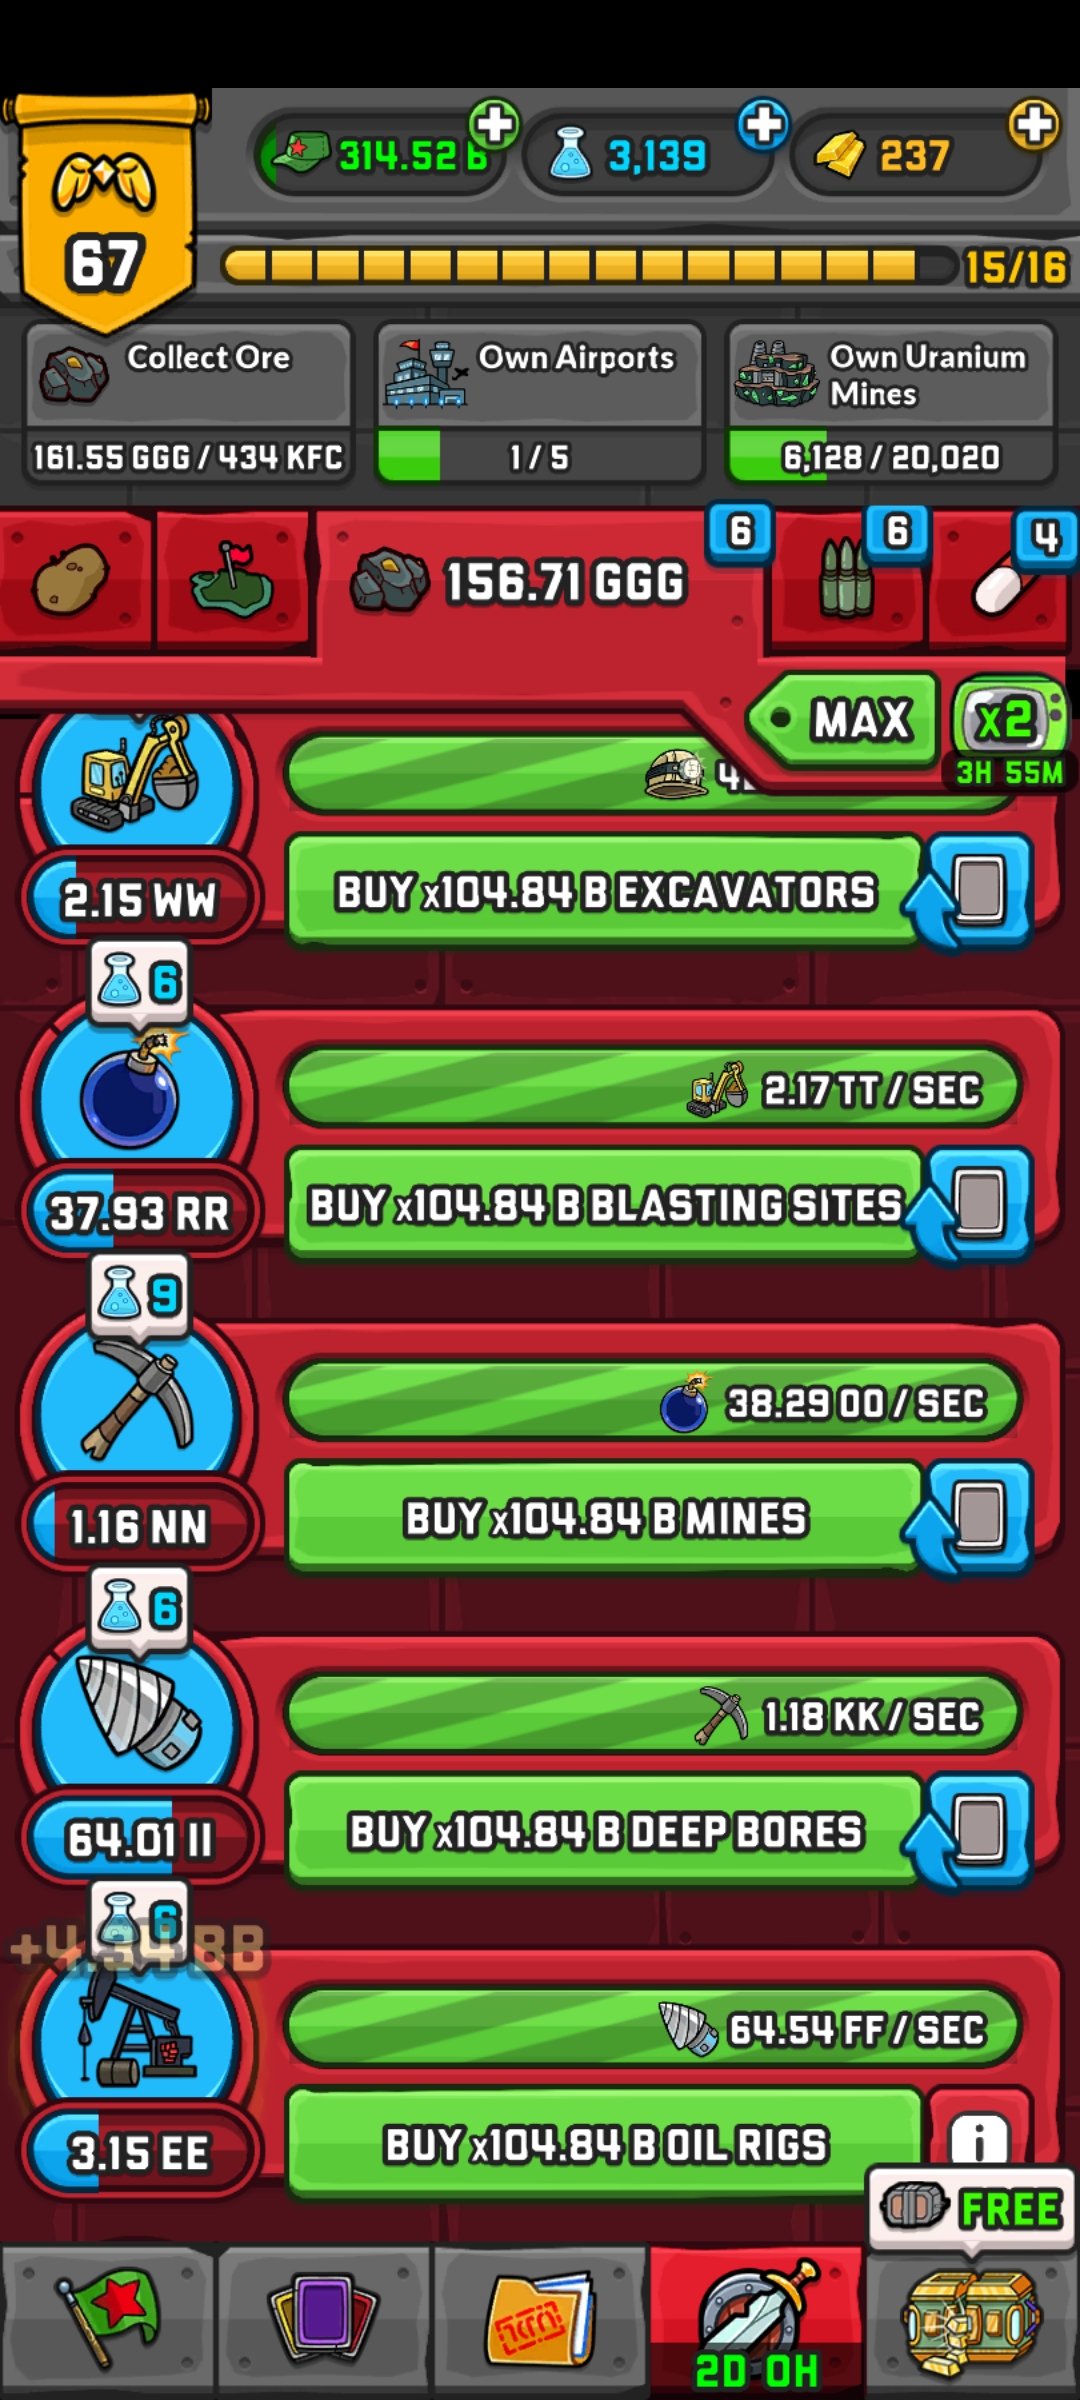 314.52 B
3,139
237
67
15/16
Collect Ore
Own Airports
Own Uranium
Mines
161.55 GGG / 434 KFC
1 / 5
6,128 / 20,020
6
6
4
156.71 GGG
MAX
x2
3H 55M
2.15 WW
BUY x104.84 B EXCAVATORS
6
2.17 TT / SEC
37.93 RR
BUY x104.84 B BLASTING SITES
9
38.29 OO / SEC
1.16 NN
BUY x104.84 B MINES
6
1.18 KK / SEC
64.01 II
BUY x104.84 B DEEP BORES
6
+4.34 BB
64.54 FF / SEC
3.15 EE
BUY x104.84 B OIL RIGS
i
FREE
2D 0H